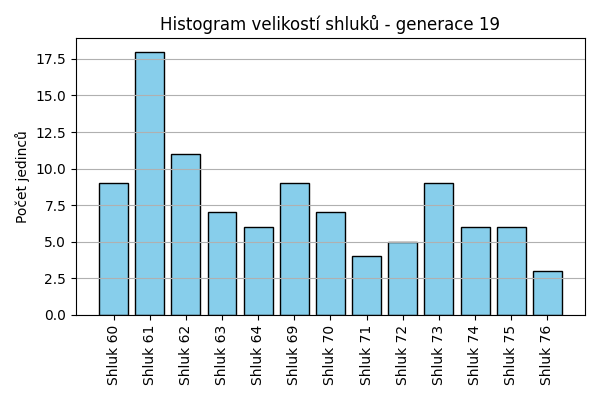 Histogram velikostí shluků - generace 19
Počet jedinců
17.5
15.0
12.5
10.0
7.5
5.0
2.5
0.0
Shluk 60
Shluk 61
Shluk 62
Shluk 63
Shluk 64
Shluk 69
Shluk 70
Shluk 71
Shluk 72
Shluk 73
Shluk 74
Shluk 75
Shluk 76